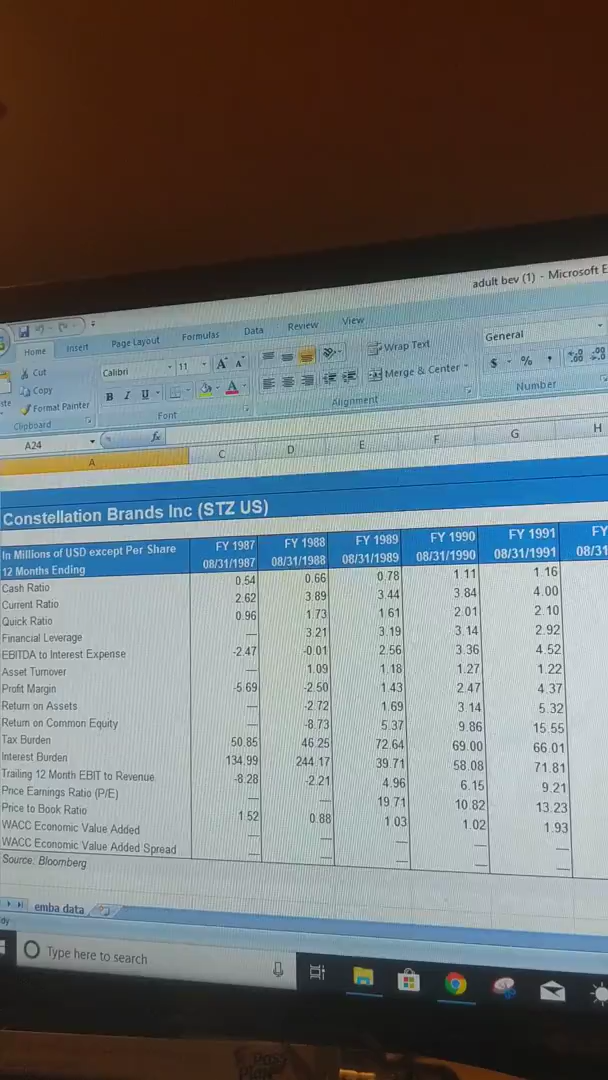 adult bev (1) - Microsoft E
Home Insert Page Layout Formulas Data Review View
Cut
Copy
Format Painter
Clipboard
Calibri 11 A A
B I U A
Font
Wrap Text
Merge & Center
Alignment
General
$ % ,
Number
A24 fx
A C D E F G H
Constellation Brands Inc (STZ US)
In Millions of USD except Per Share FY 1987 FY 1988 FY 1989 FY 1990 FY 1991 FY
12 Months Ending 08/31/1987 08/31/1988 08/31/1989 08/31/1990 08/31/1991 08/31
Cash Ratio 0.54 0.66 0.78 1.11 1.16
Current Ratio 2.62 3.89 3.44 3.84 4.00
Quick Ratio 0.96 1.73 1.61 2.01 2.10
Financial Leverage — 3.21 3.19 3.14 2.92
EBITDA to Interest Expense -2.47 -0.01 2.56 3.36 4.52
Asset Turnover — 1.09 1.18 1.27 1.22
Profit Margin -5.69 -2.50 1.43 2.47 4.37
Return on Assets — -2.72 1.69 3.14 5.32
Return on Common Equity — -8.73 5.37 9.86 15.55
Tax Burden 50.85 46.25 72.64 69.00 66.01
Interest Burden 134.99 244.17 39.71 58.08 71.81
Trailing 12 Month EBIT to Revenue -8.28 -2.21 4.96 6.15 9.21
Price Earnings Ratio (P/E) — — 19.71 10.82 13.23
Price to Book Ratio 1.52 0.88 1.03 1.02 1.93
WACC Economic Value Added — — — — —
WACC Economic Value Added Spread — — — — —
Source: Bloomberg
emba data
Type here to search